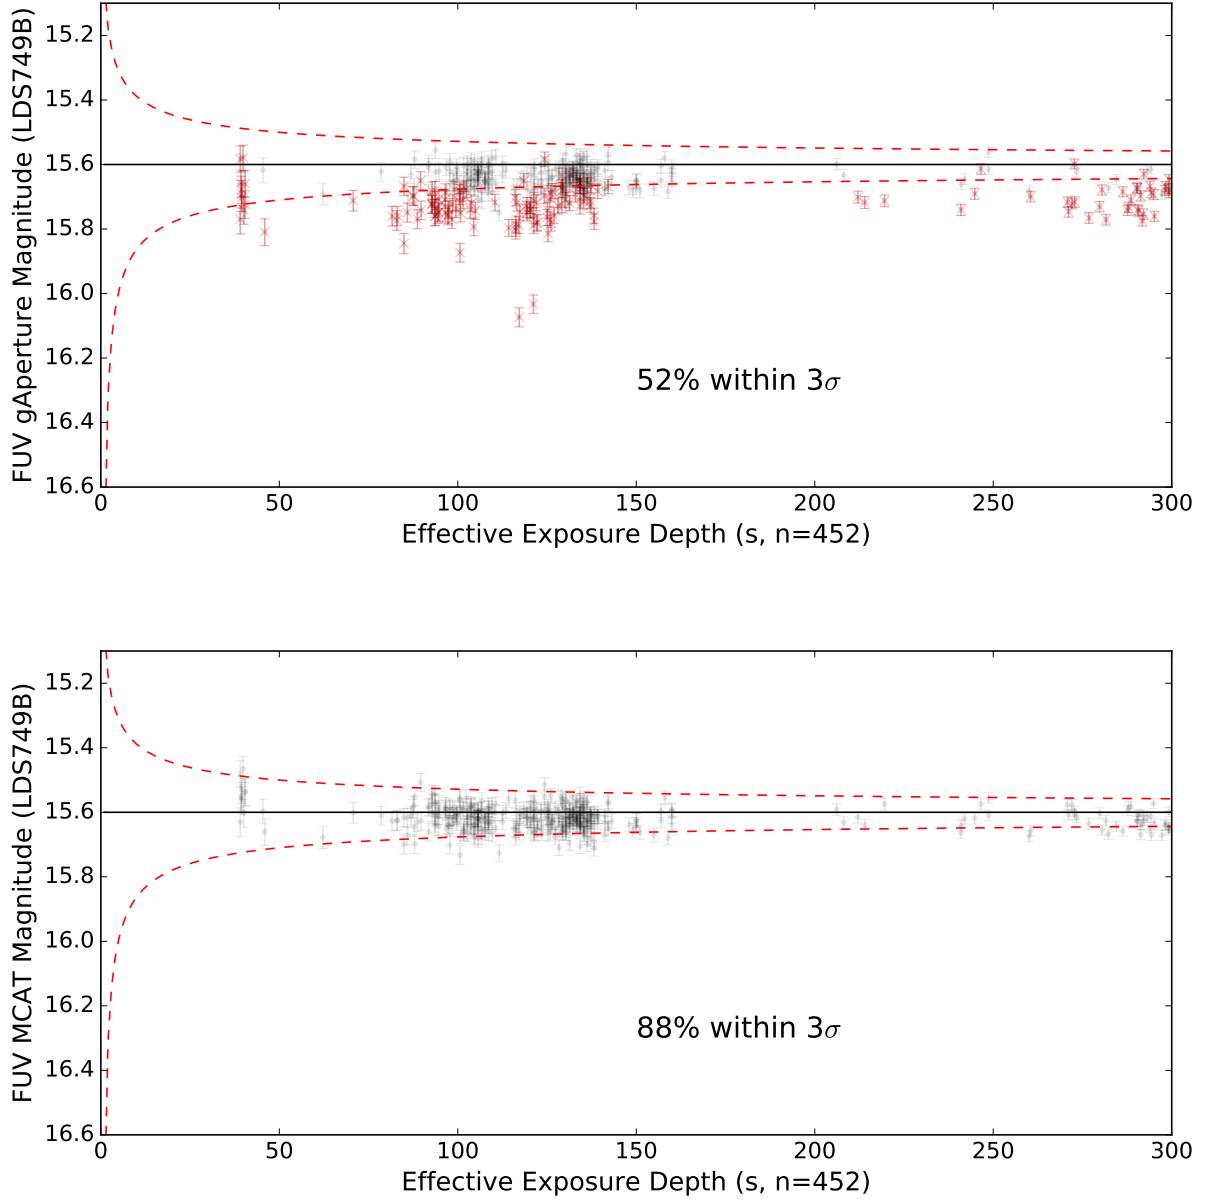 FUV gAperture Magnitude (LDS749B)
15.2
15.4
15.6
15.8
16.0
16.2
16.4
16.6
52% within 3σ
0 50 100 150 200 250 300
Effective Exposure Depth (s, n=452)
FUV MCAT Magnitude (LDS749B)
15.2
15.4
15.6
15.8
16.0
16.2
16.4
16.6
88% within 3σ
0 50 100 150 200 250 300
Effective Exposure Depth (s, n=452)